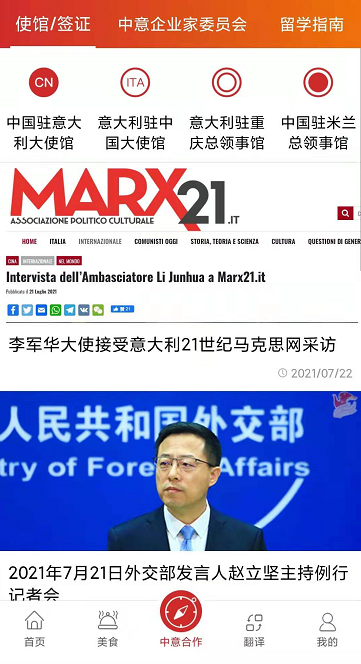 使馆/签证
中意企业家委员会
留学指南
CN
ITA
中国驻意大
利大使馆
意大利驻中
国大使馆
意大利驻重
庆总领事馆
中国驻米兰
总领事馆
MARX21.IT
ASSOCIAZIONE POLITICO CULTURALE
HOME ITALIA INTERNAZIONALE COMUNISTI OGGI STORIA, TEORIA E SCIENZA CULTURA QUESTIONI DI GENER
CINA INTERNAZIONALE NEL MONDO
Intervista dell'Ambasciatore Li Junhua a Marx21.it
Pubblicato il 21 Luglio 2021
李军华大使接受意大利21世纪马克思网采访
2021/07/22
人民共和国外交部
try of Foreign Affairs
2021年7月21日外交部发言人赵立坚主持例行
记者会
首页
美食
中意合作
翻译
我的